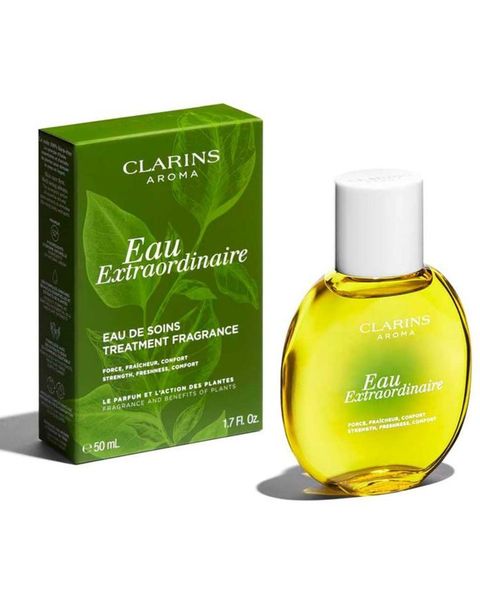 CLARINS
AROMA
Eau
Extraordinaire
EAU DE SOINS
TREATMENT FRAGRANCE
FORCE, FRAÎCHEUR, CONFORT
STRENGTH, FRESHNESS, COMFORT
LE PARFUM ET L'ACTION DES PLANTES
FRAGRANCE AND BENEFITS OF PLANTS
℮ 50 mL
1.7 Fl. Oz.
CLARINS
AROMA
Eau
Extraordinaire
FORCE, FRAÎCHEUR, CONFORT
STRENGTH, FRESHNESS, COMFORT